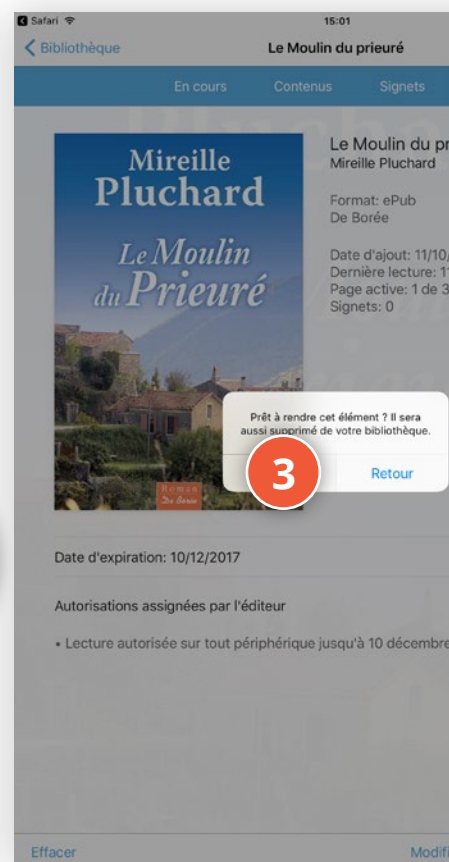 Safari 15:01
Bibliothèque Le Moulin du prieuré
En cours Contenus Signets
Mireille
Pluchard
Le Moulin
du Prieuré
Roman
De Borée
Le Moulin du pr
Mireille Pluchard
Format: ePub
De Borée
Date d'ajout: 11/10/
Dernière lecture: 11
Page active: 1 de 3
Signets: 0
Prêt à rendre cet élément ? Il sera
aussi supprimé de votre bibliothèque.
3 Retour
Date d'expiration: 10/12/2017
Autorisations assignées par l'éditeur
• Lecture autorisée sur tout périphérique jusqu'à 10 décembre
Effacer Modifi